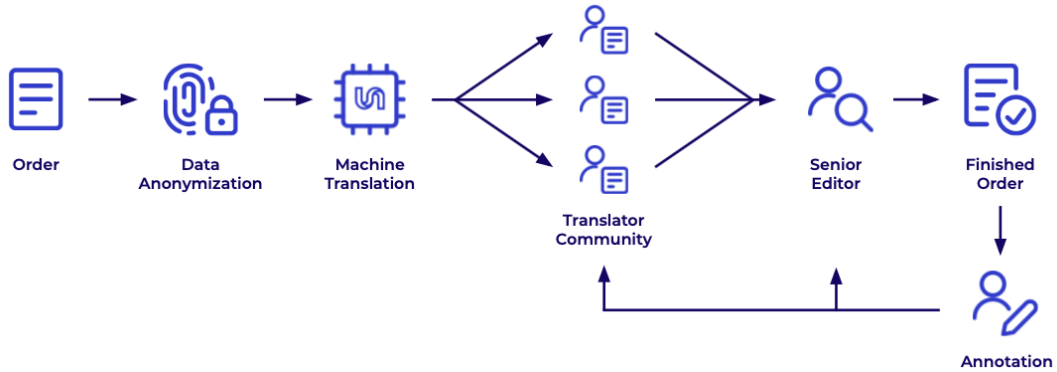 Order
Data
Anonymization
Machine
Translation
Translator
Community
Senior
Editor
Finished
Order
Annotation